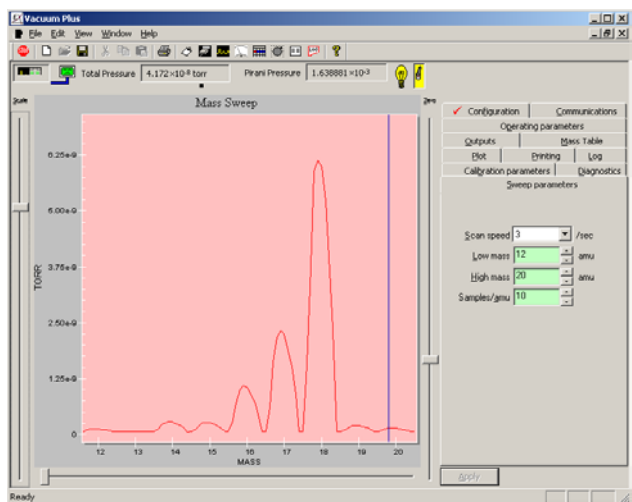 Vacuum Plus
File Edit View Window Help
Total Pressure 4.172×10-8 torr Pirani Pressure 1.638881×10-3
Scale Mass Sweep Zero
Configuration Communications
Operating parameters
Outputs Mass Table
Plot Printing Log
Calibration parameters Diagnostics
Sweep parameters
Scan speed 3 /sec
Low mass 12 amu
High mass 20 amu
Samples/amu 10
6.25e-9
5.00e-9
3.75e-9
2.50e-9
1.25e-9
0
TORR
12 13 14 15 16 17 18 19 20
MASS
Apply
Ready